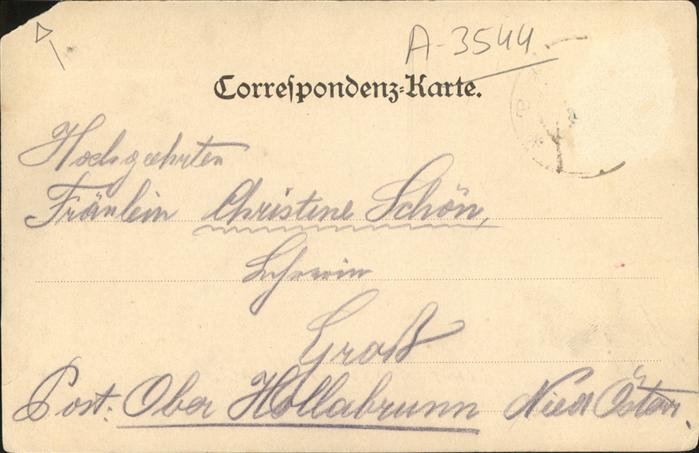 A-3544
Correspondenz-Karte.
Hochgeehrten
Fräulein Christine Schön,
Lehrerin
Groß
Post: Ober Hollabrunn Nied Österr.